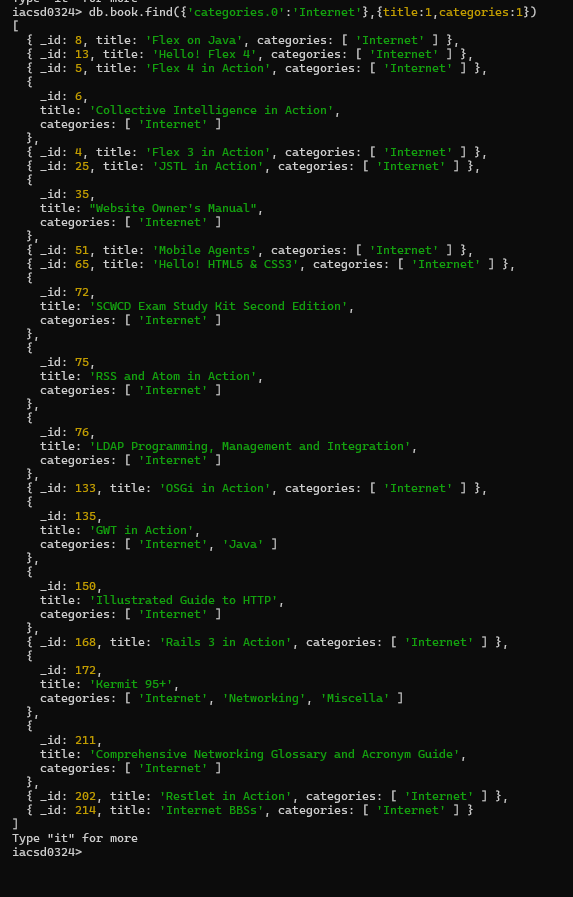 Type "it" for more
iacsd0324> db.book.find({'categories.0':'Internet'},{title:1,categories:1})
[
  { _id: 8, title: 'Flex on Java', categories: [ 'Internet' ] },
  { _id: 13, title: 'Hello! Flex 4', categories: [ 'Internet' ] },
  { _id: 5, title: 'Flex 4 in Action', categories: [ 'Internet' ] },
  {
    _id: 6,
    title: 'Collective Intelligence in Action',
    categories: [ 'Internet' ]
  },
  { _id: 4, title: 'Flex 3 in Action', categories: [ 'Internet' ] },
  { _id: 25, title: 'JSTL in Action', categories: [ 'Internet' ] },
  {
    _id: 35,
    title: "Website Owner's Manual",
    categories: [ 'Internet' ]
  },
  { _id: 51, title: 'Mobile Agents', categories: [ 'Internet' ] },
  { _id: 65, title: 'Hello! HTML5 & CSS3', categories: [ 'Internet' ] },
  {
    _id: 72,
    title: 'SCWCD Exam Study Kit Second Edition',
    categories: [ 'Internet' ]
  },
  {
    _id: 75,
    title: 'RSS and Atom in Action',
    categories: [ 'Internet' ]
  },
  {
    _id: 76,
    title: 'LDAP Programming, Management and Integration',
    categories: [ 'Internet' ]
  },
  { _id: 133, title: 'OSGi in Action', categories: [ 'Internet' ] },
  {
    _id: 135,
    title: 'GWT in Action',
    categories: [ 'Internet', 'Java' ]
  },
  {
    _id: 150,
    title: 'Illustrated Guide to HTTP',
    categories: [ 'Internet' ]
  },
  { _id: 168, title: 'Rails 3 in Action', categories: [ 'Internet' ] },
  {
    _id: 172,
    title: 'Kermit 95+',
    categories: [ 'Internet', 'Networking', 'Miscella' ]
  },
  {
    _id: 211,
    title: 'Comprehensive Networking Glossary and Acronym Guide',
    categories: [ 'Internet' ]
  },
  { _id: 202, title: 'Restlet in Action', categories: [ 'Internet' ] },
  { _id: 214, title: 'Internet BBSs', categories: [ 'Internet' ] }
]
Type "it" for more
iacsd0324>